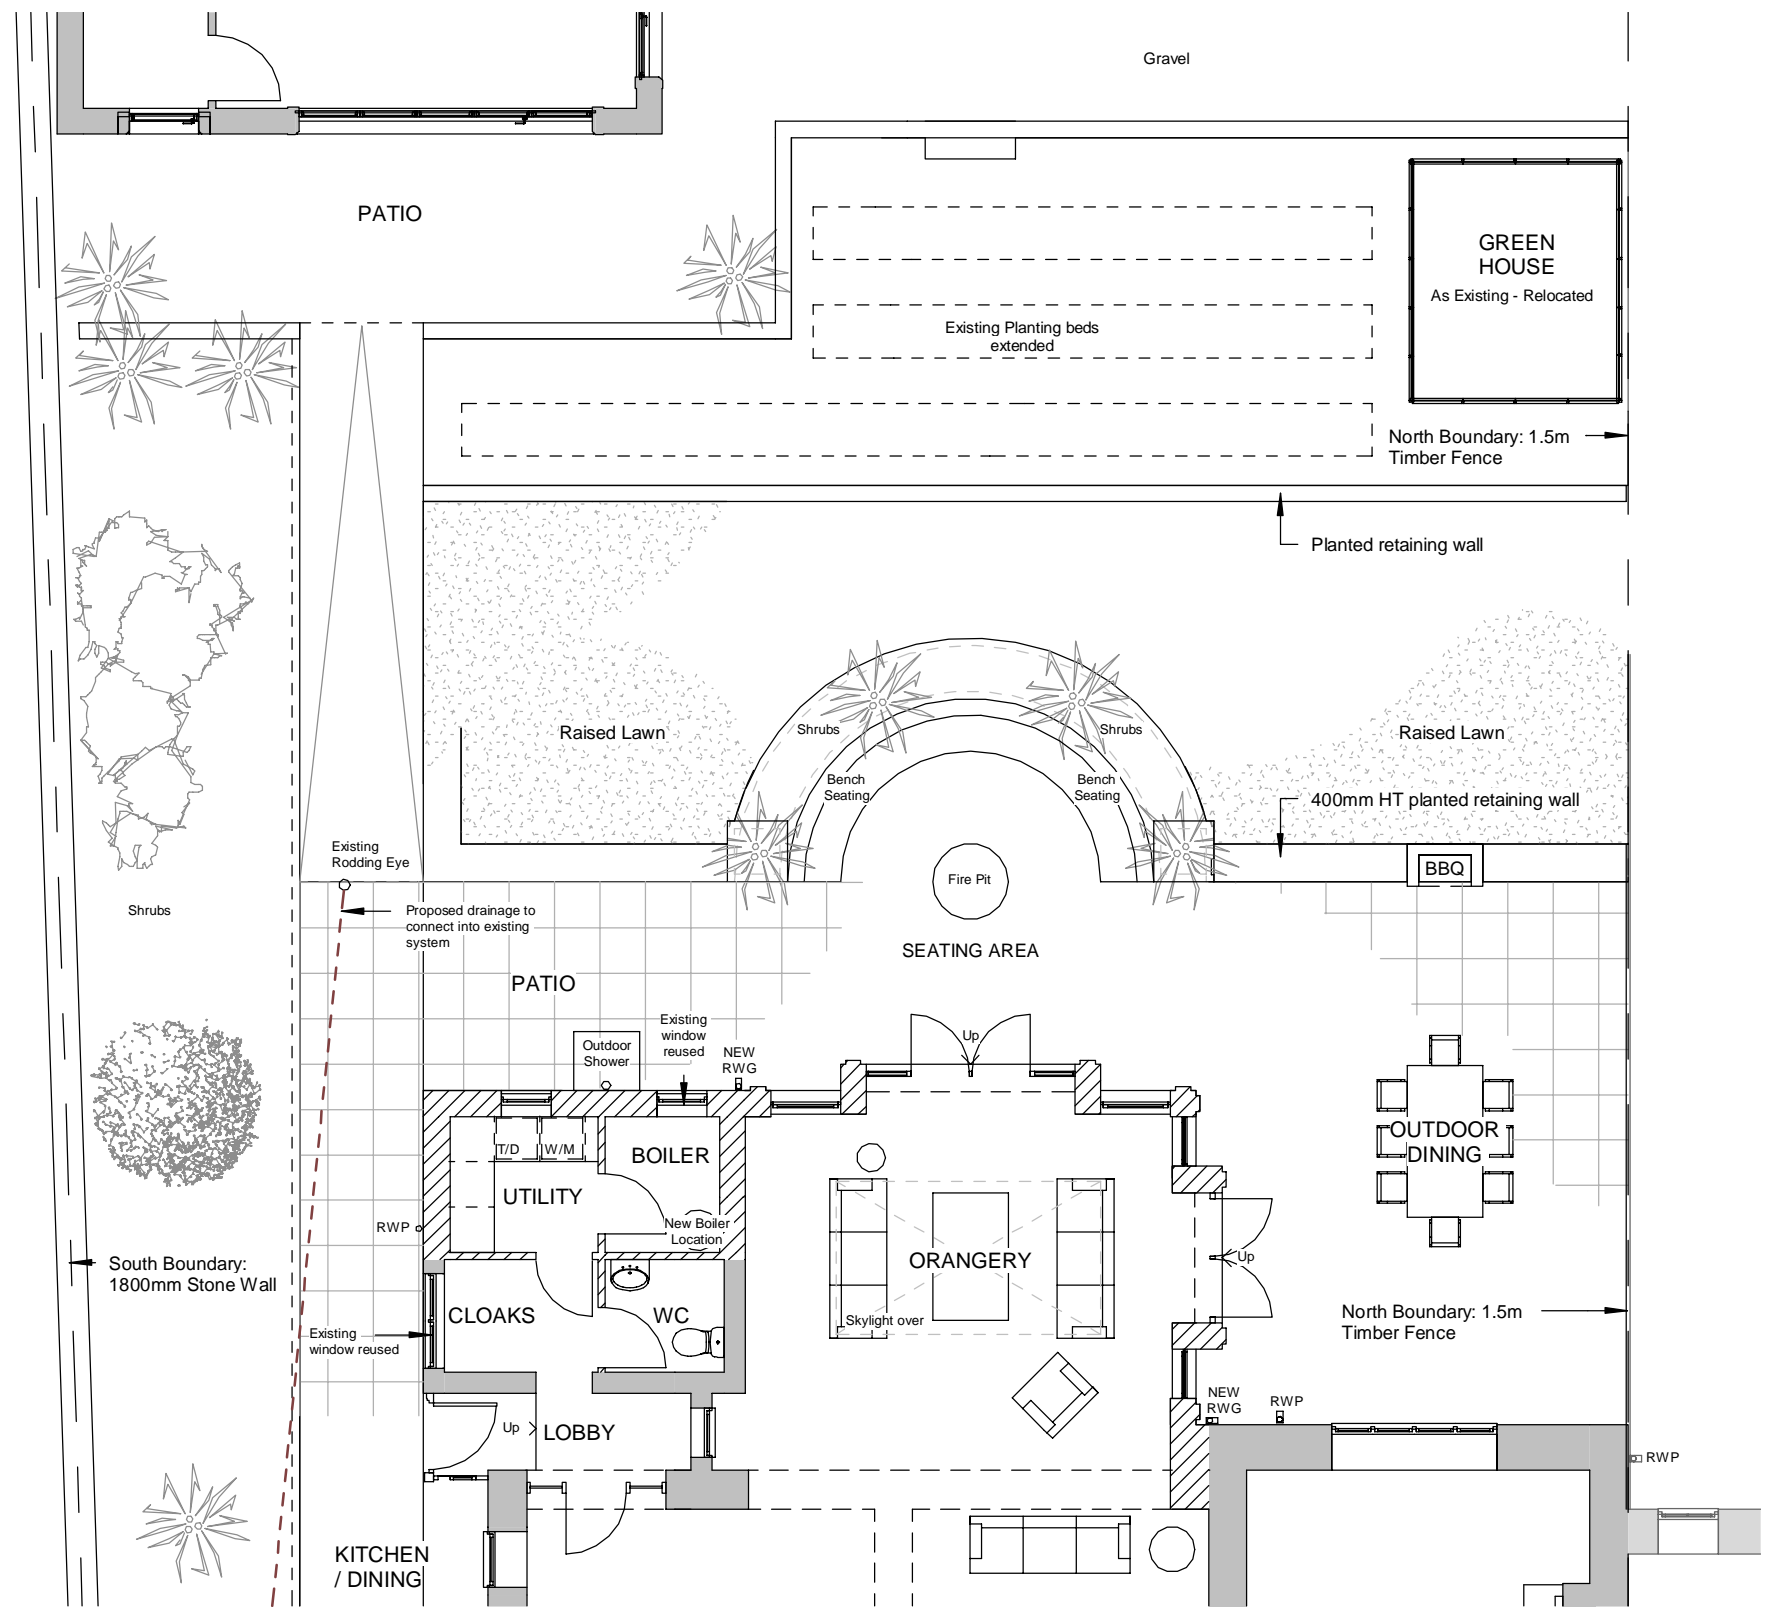 Gravel
PATIO
GREEN
HOUSE
As Existing - Relocated
Existing Planting beds
extended
North Boundary: 1.5m
Timber Fence
Planted retaining wall
Raised Lawn
Shrubs
Shrubs
Raised Lawn
Bench
Seating
Bench
Seating
400mm HT planted retaining wall
Existing
Rodding Eye
BBQ
Fire Pit
Shrubs
Proposed drainage to
connect into existing
system
SEATING AREA
PATIO
Existing
window
reused
Outdoor
Shower
NEW
RWG
Up
T/D
W/M
BOILER
OUTDOOR
DINING
UTILITY
RWP
New Boiler
Location
ORANGERY
Up
South Boundary:
1800mm Stone Wall
CLOAKS
WC
Skylight over
North Boundary: 1.5m
Timber Fence
Existing
window reused
NEW
RWG
RWP
Up
LOBBY
RWP
KITCHEN
/ DINING